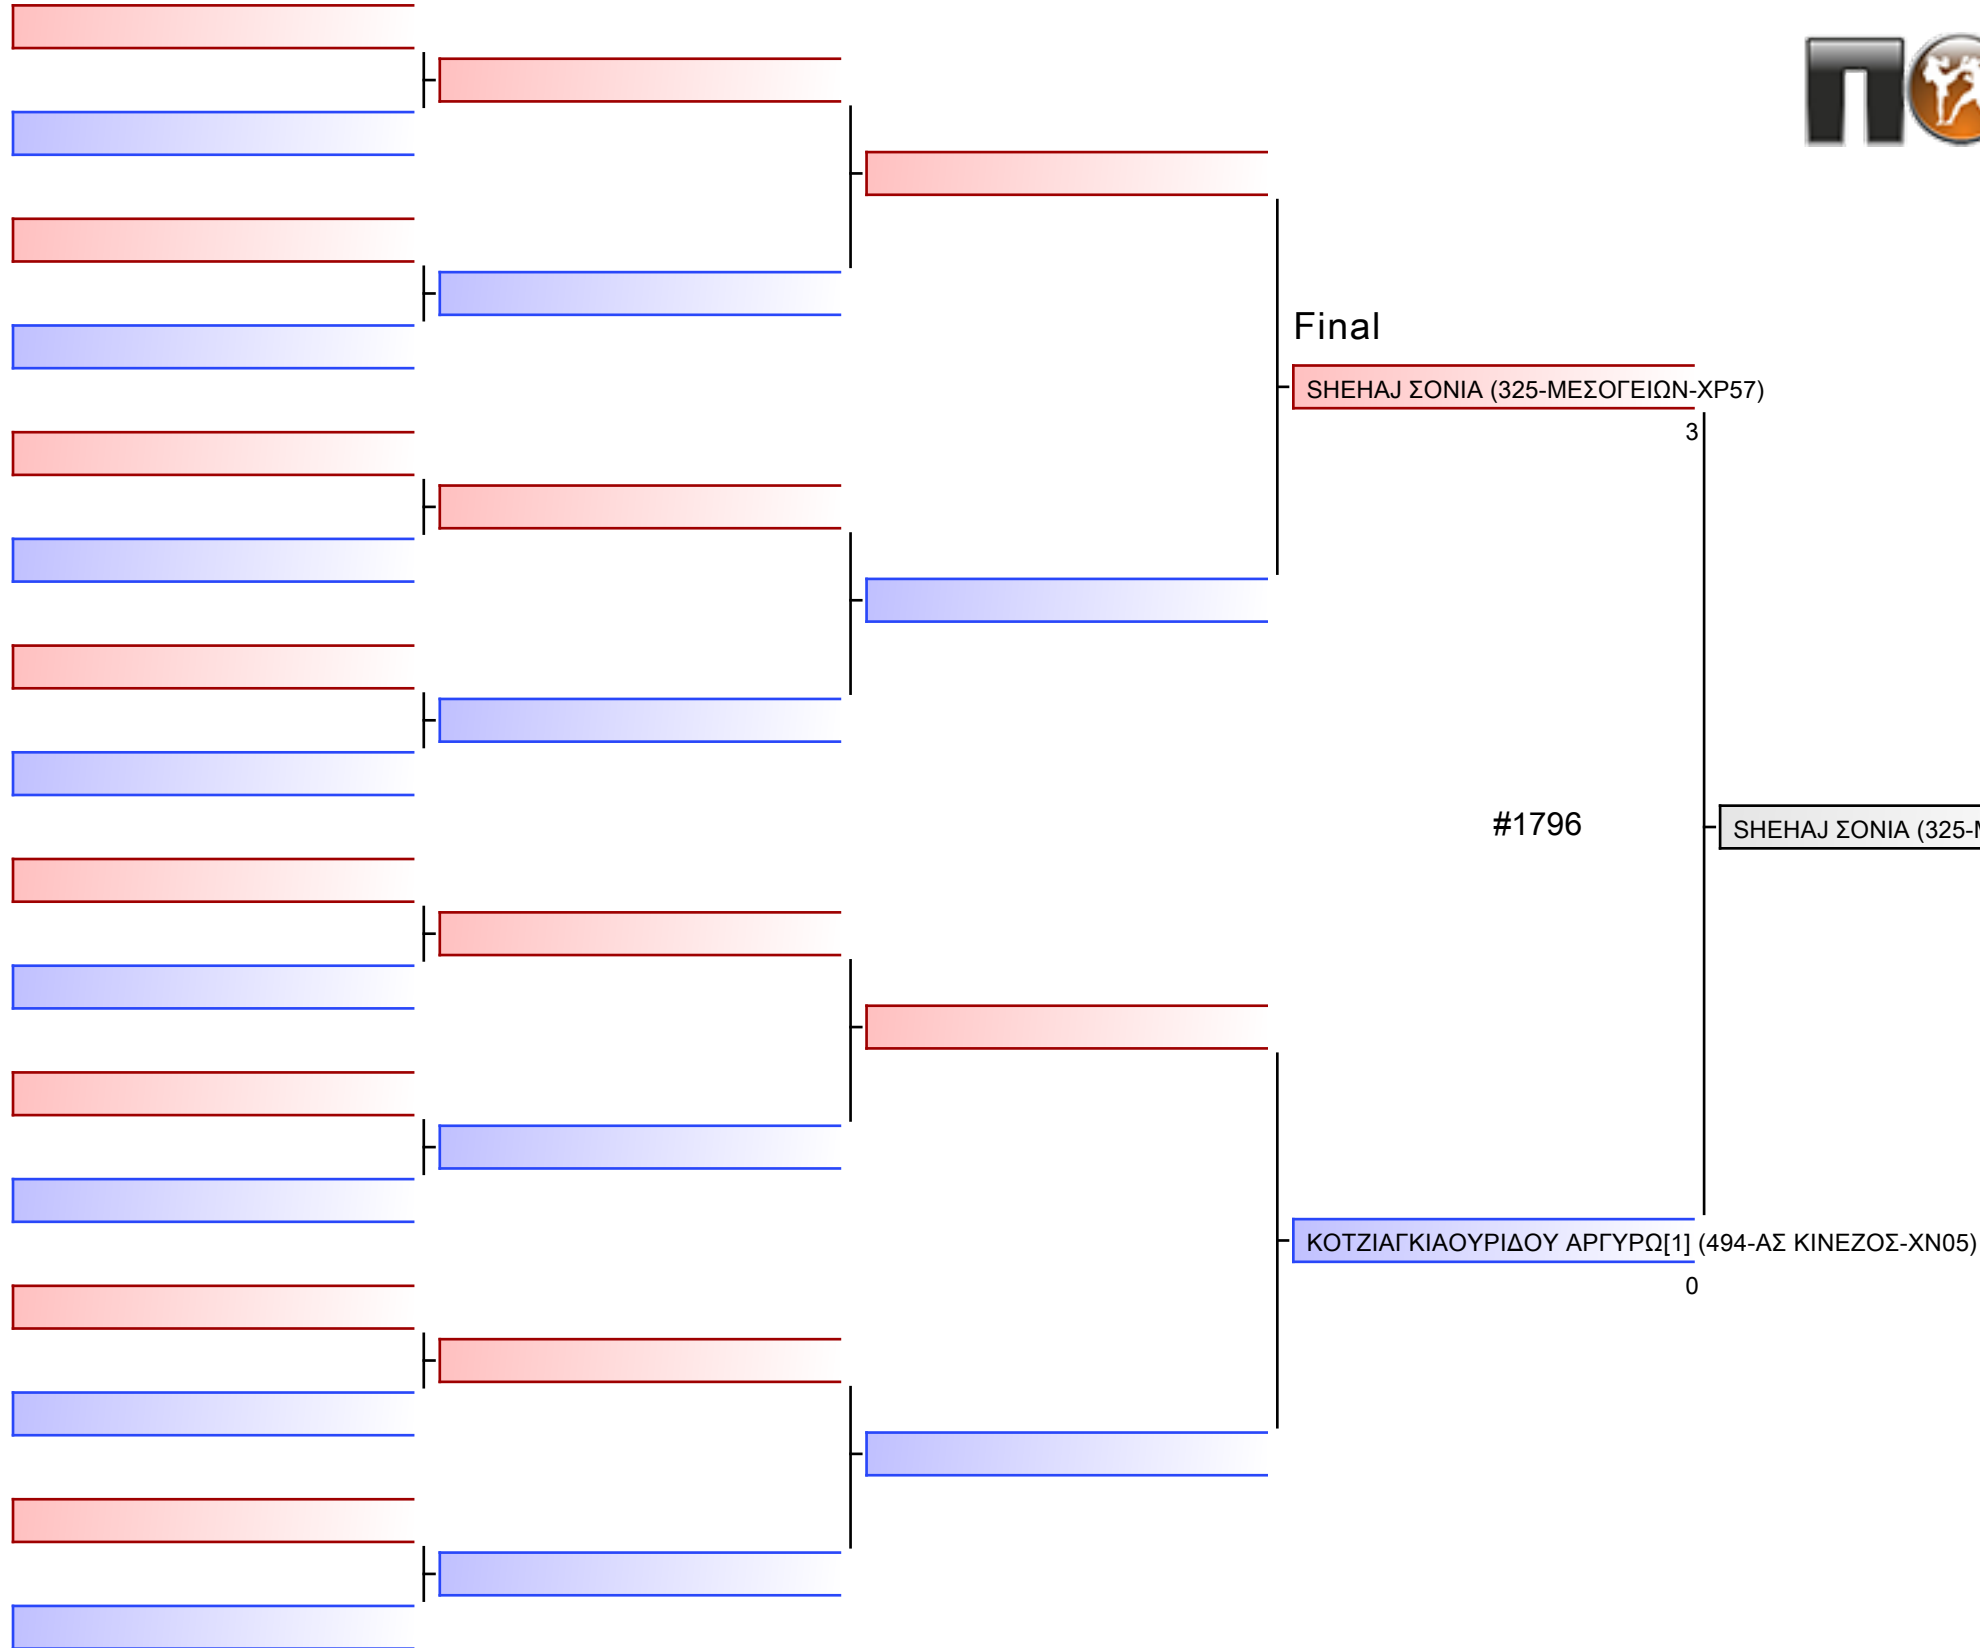 Final
SHEHAJ ΣΟΝΙΑ (325-ΜΕΣΟΓΕΙΩΝ-ΧΡ57)
3
#1796
SHEHAJ ΣΟΝΙΑ (325-
ΚΟΤΖΙΑΓΚΙΑΟΥΡΙΔΟΥ ΑΡΓΥΡΩ[1] (494-ΑΣ ΚΙΝΕΖΟΣ-ΧΝ05)
0